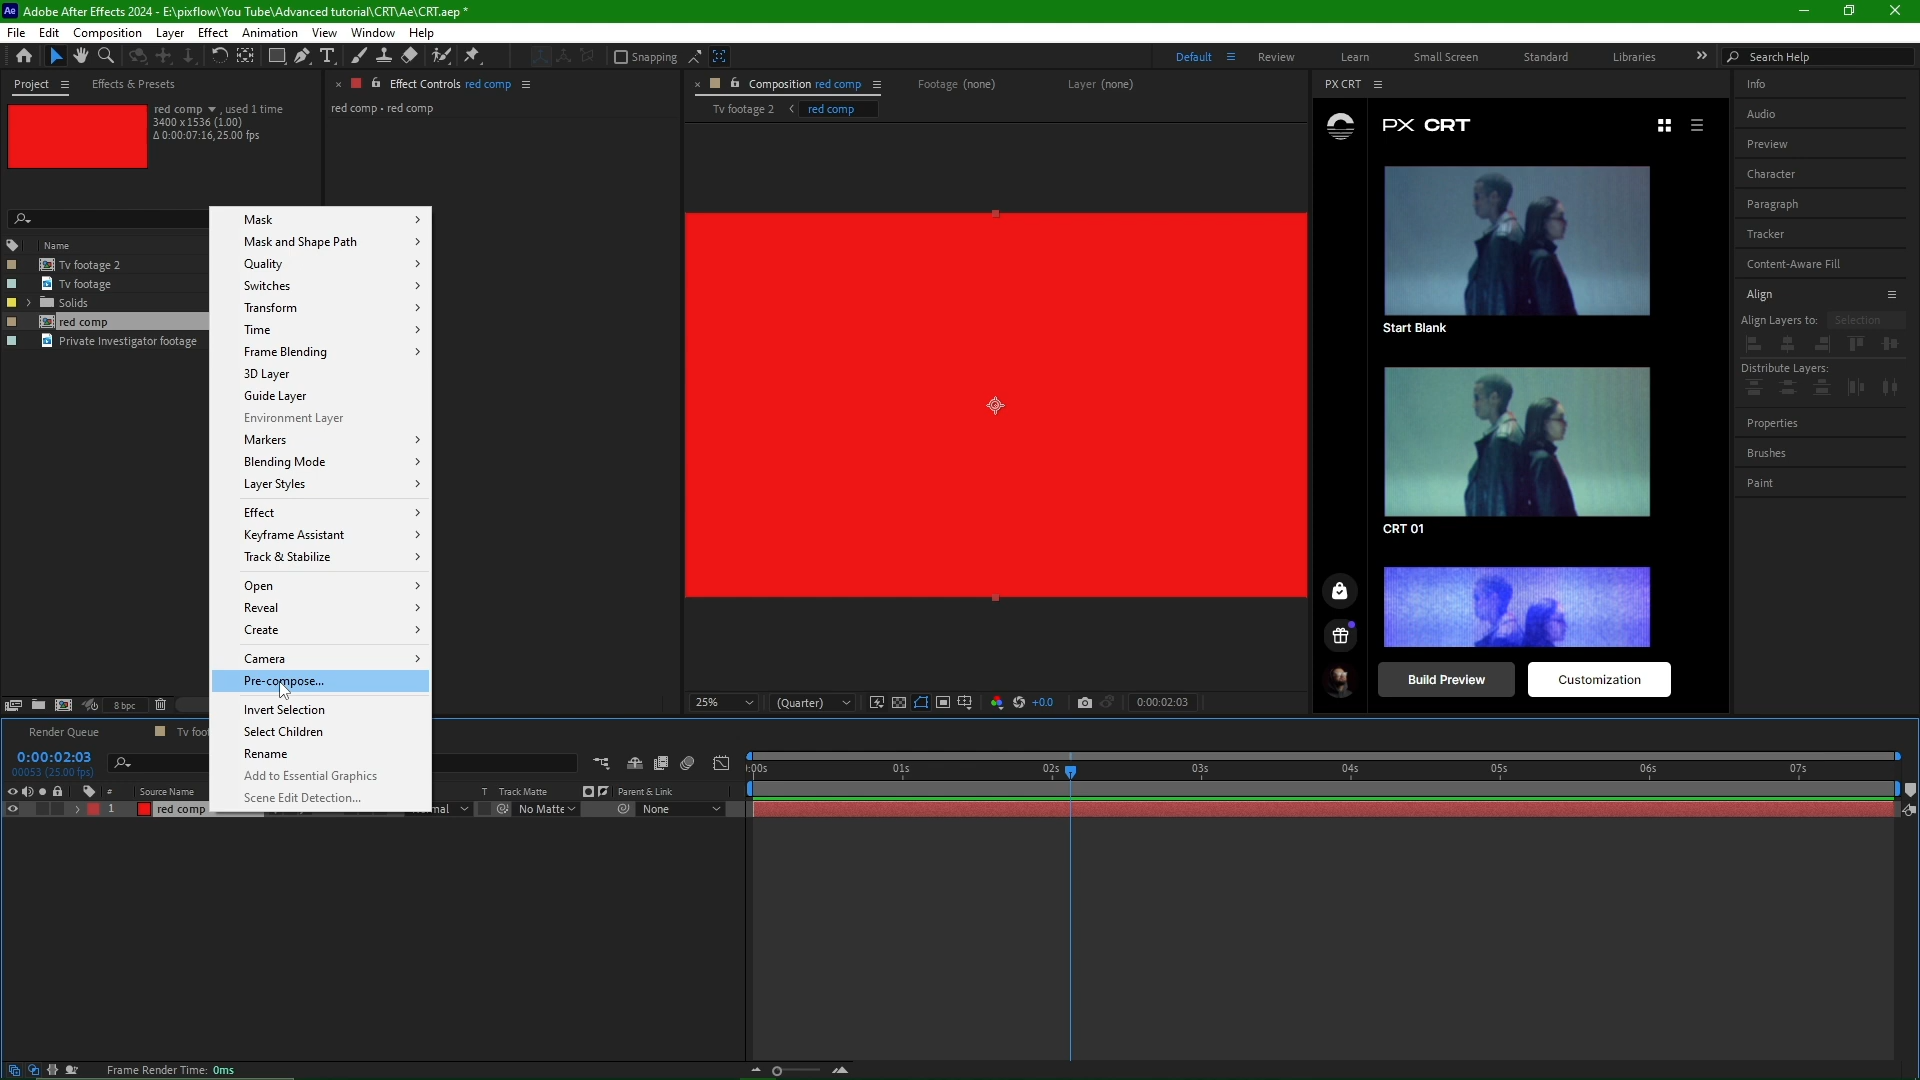 Adobe After Effects 2024 - E:\pixflow\You Tube\Advanced tutorial\CRT\Ae\CRT.aep *
File Edit Composition Layer Effect Animation View Window Help
Snapping
Default Review Learn Small Screen Standard Libraries Search Help
Project Effects & Presets
red comp , used 1 time
3400 x 1536 (1.00)
Δ 0:00:07:16, 25.00 fps
Name
Tv footage 2
Tv footage
Solids
red comp
Private Investigator footage
8 bpc
Effect Controls red comp
red comp • red comp
Mask
Mask and Shape Path
Quality
Switches
Transform
Time
Frame Blending
3D Layer
Guide Layer
Environment Layer
Markers
Blending Mode
Layer Styles
Effect
Keyframe Assistant
Track & Stabilize
Open
Reveal
Create
Camera
Pre-compose...
Invert Selection
Select Children
Rename
Add to Essential Graphics
Scene Edit Detection...
Composition red comp Footage (none) Layer (none)
Tv footage 2 red comp
25% (Quarter) +0.0 0:00:02:03
PX CRT
PX CRT
Start Blank
CRT 01
Build Preview Customization
Info
Audio
Preview
Character
Paragraph
Tracker
Content-Aware Fill
Align
Align Layers to: Selection
Distribute Layers:
Properties
Brushes
Paint
Render Queue Tv foot
0:00:02:03
00053 (25.00 fps)
# Source Name T Track Matte Parent & Link
1 red comp No Matte None
:00s 01s 02s 03s 04s 05s 06s 07s
Frame Render Time: 0ms